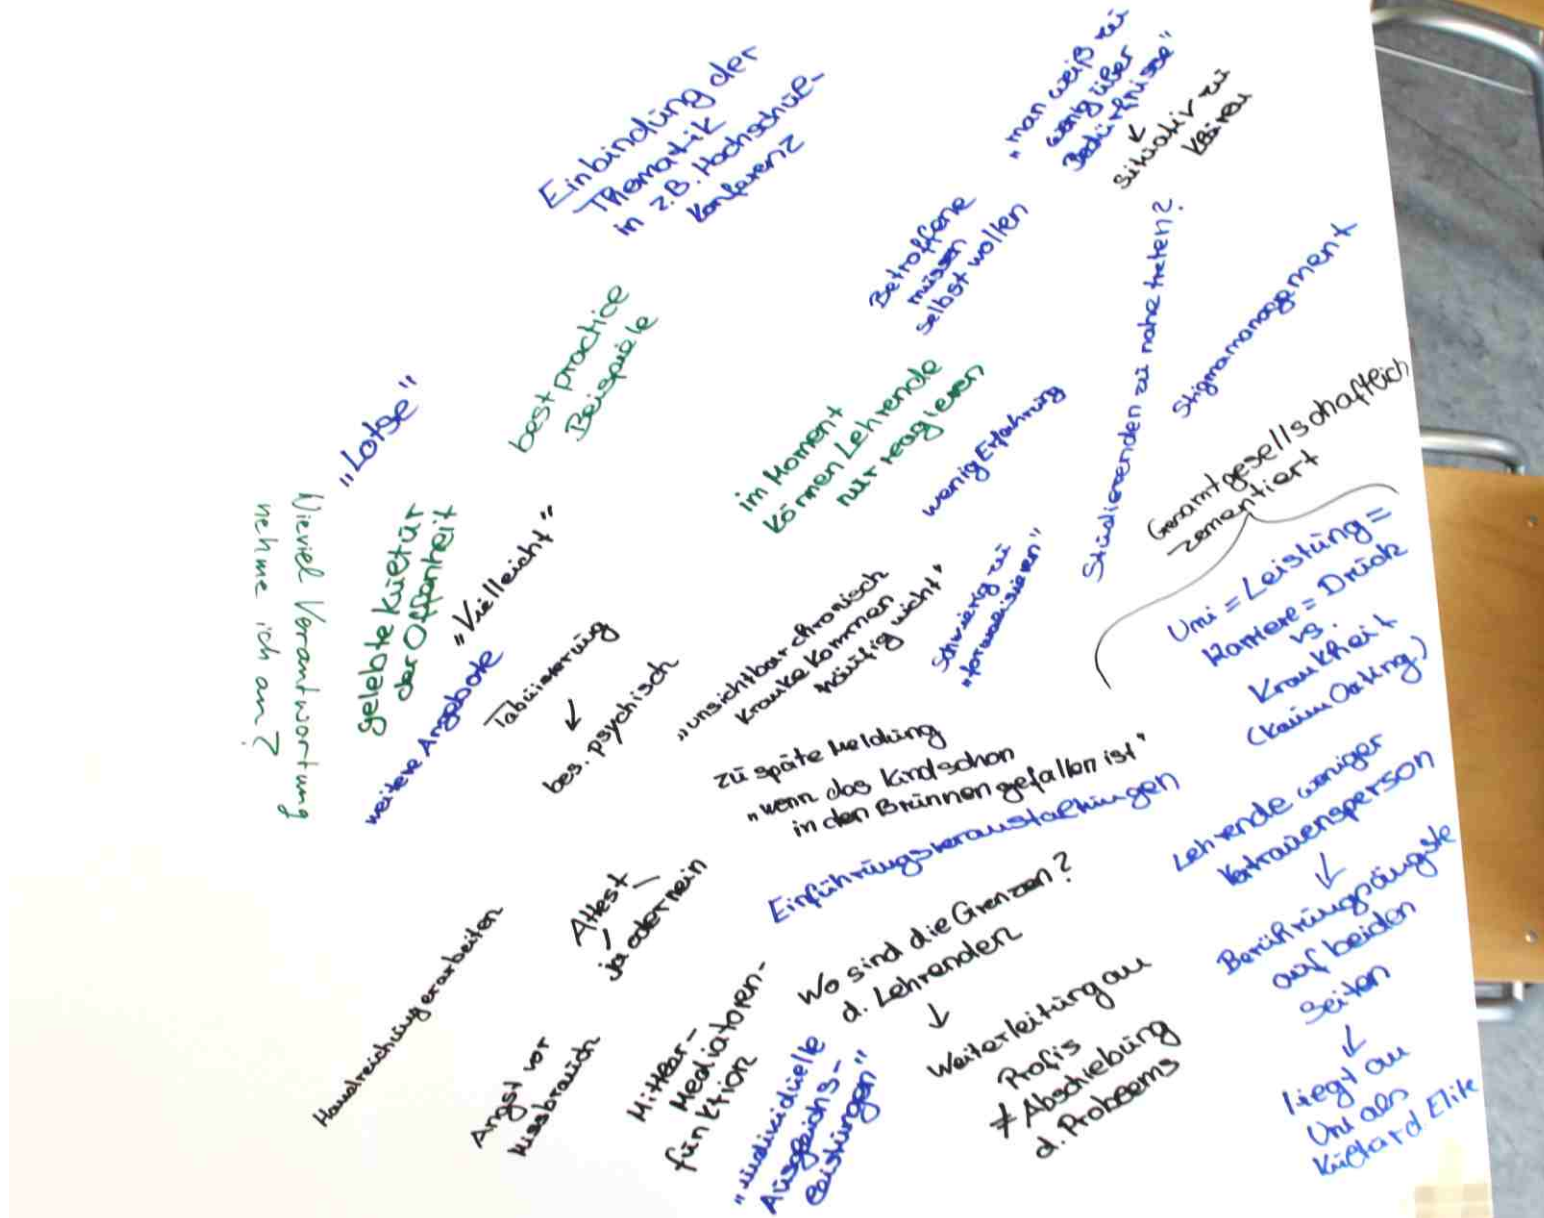 Einbindung der
Thematik
in z.B. Hochschul-
konferenz
„man weiß zu
wenig über
Bedürfnisse"
↙
situativ zu
klären
Betroffene
müssen
selbst wollen
Studierenden zu nahe treten?
Stigmamanagement
best practice
Beispiele
„Lotse"
im Moment
können Lehrende
nur reagieren
wenig Erfahrung
Gesamtgesellschaftlich
zementiert
Uni = Leistung =
Karriere = Druck
vs.
Krankheit
(kaum Outing)
Wieviel Verantwortung
nehme ich an?
gelebte Kultur
der Offenheit
„Vielleicht"
weitere Angebote
Tabuisierung
↓
bes. psychisch
„unsichtbar chronisch
Kranke kommen
häufig nicht"
Schwierig zu
„formalisieren"
zu späte Meldung
„wenn das Kind schon
in den Brunnen gefallen ist"
Einführungsveranstaltungen
Lehrende weniger
Vertrauensperson
↓
Berührungsängste
auf beiden
Seiten
↓
liegt an
Uni als
Elite
Attest
ja oder nein
Wo sind die Grenzen?
d. Lehrenden
↓
Weiterleitung an
Profis
≠ Abschiebung
d. Problems
Handreichung erarbeiten
Angst vor
Missbrauch
Mittler-
Mediatoren-
funktion
„individuelle
Ausgleichs-
leistungen"